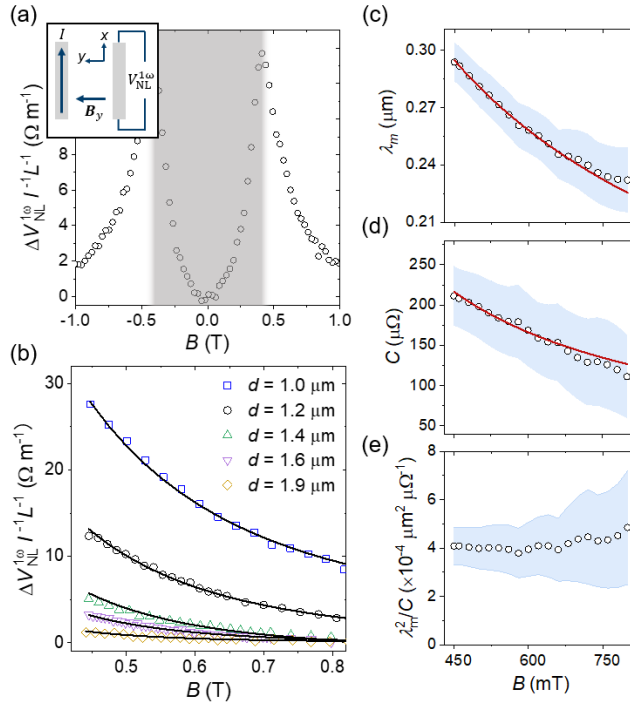 (a)
I
x
y
V_NL^1ω
B_y
ΔV_NL^1ω I^-1 L^-1 (Ω m^-1)
10
8
6
4
2
0
-1.0 -0.5 0.0 0.5 1.0
B (T)
(b)
d = 1.0 μm
d = 1.2 μm
d = 1.4 μm
d = 1.6 μm
d = 1.9 μm
ΔV_NL^1ω I^-1 L^-1 (Ω m^-1)
30
20
10
0
0.5 0.6 0.7 0.8
B (T)
(c)
λ_m (μm)
0.30
0.27
0.24
0.21
(d)
C (μΩ)
250
200
150
100
50
(e)
λ_m^2/C (×10^-4 μm^2 μΩ^-1)
8
6
4
2
0
450 600 750
B (mT)